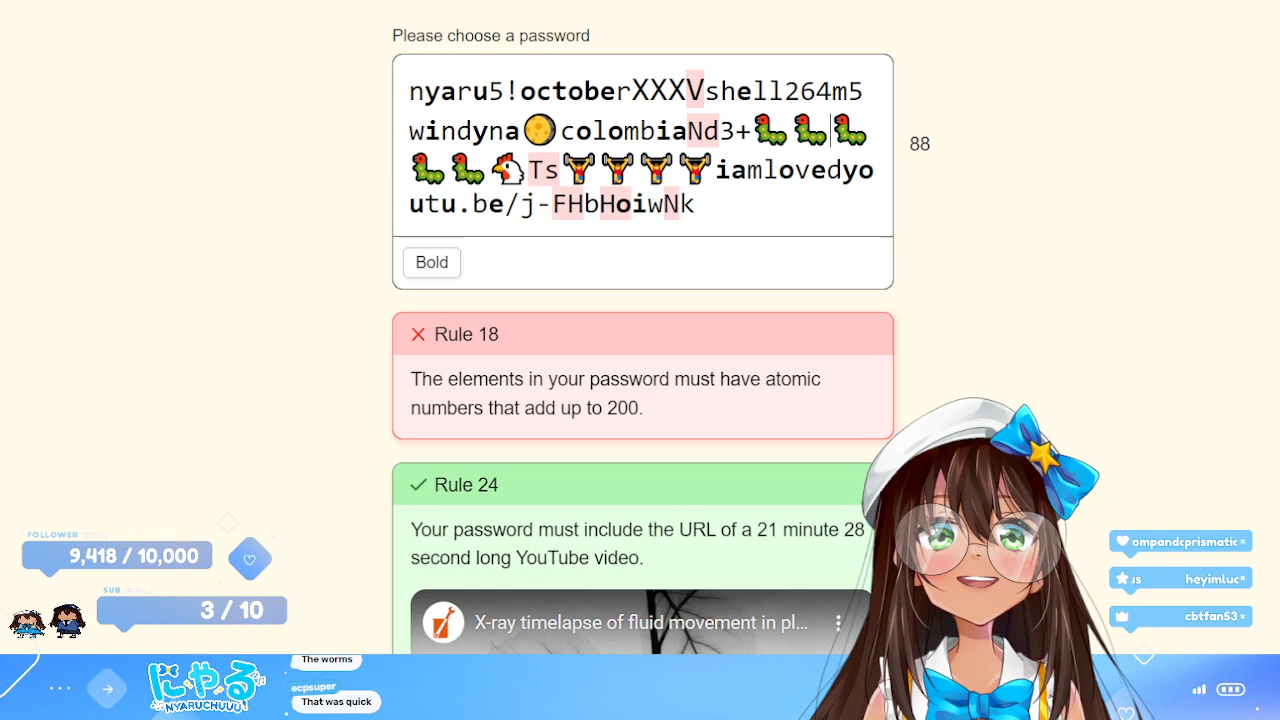 Please choose a password
nyaru5!octoberXXXVshell264m5
windyna🌕colombiaNd3+🐛🐛🐛
🐛🐛🐔Ts🏋️🏋️🏋️🏋️iamlovedyo
utu.be/j-FHbHoiwNk
88
Bold
Rule 18
The elements in your password must have atomic
numbers that add up to 200.
Rule 24
Your password must include the URL of a 21 minute 28
second long YouTube video.
X-ray timelapse of fluid movement in pl...
FOLLOWER
9,418 / 10,000
SUB
3 / 10
ompandcprismatic
heyimluc
cbtfan53
にゃる
NYARUCHUUU
The worms
ecpsuper
That was quick